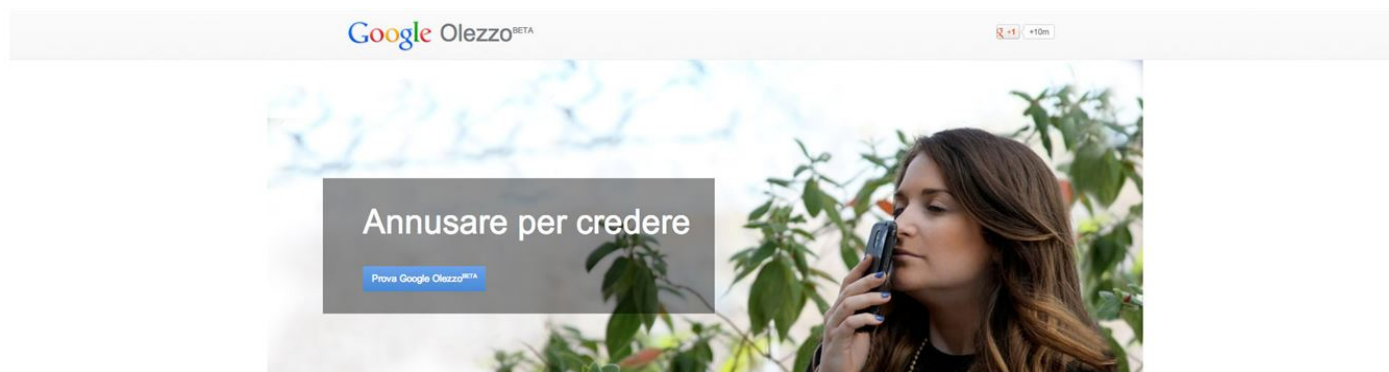 Google Olezzo BETA
g +1 +10m
Annusare per credere
Prova Google Olezzo BETA